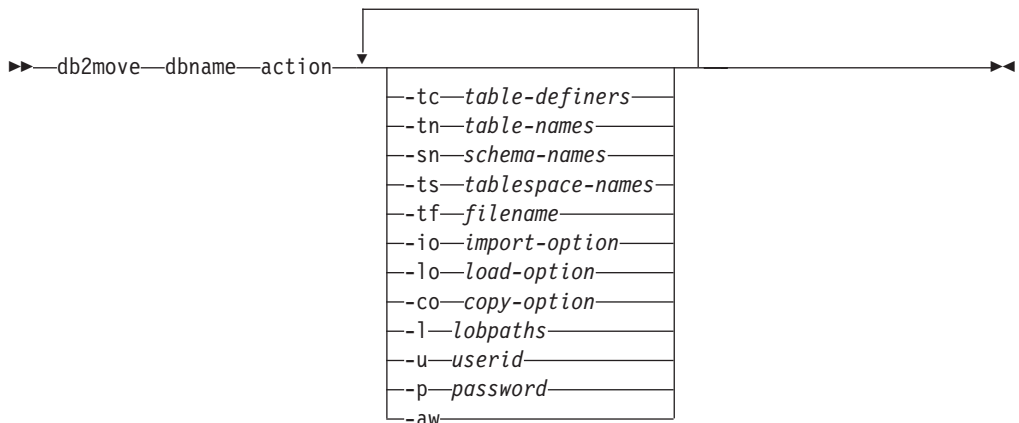 db2move dbname action
-tc table-definers
-tn table-names
-sn schema-names
-ts tablespace-names
-tf filename
-io import-option
-lo load-option
-co copy-option
-l lobpaths
-u userid
-p password
-aw